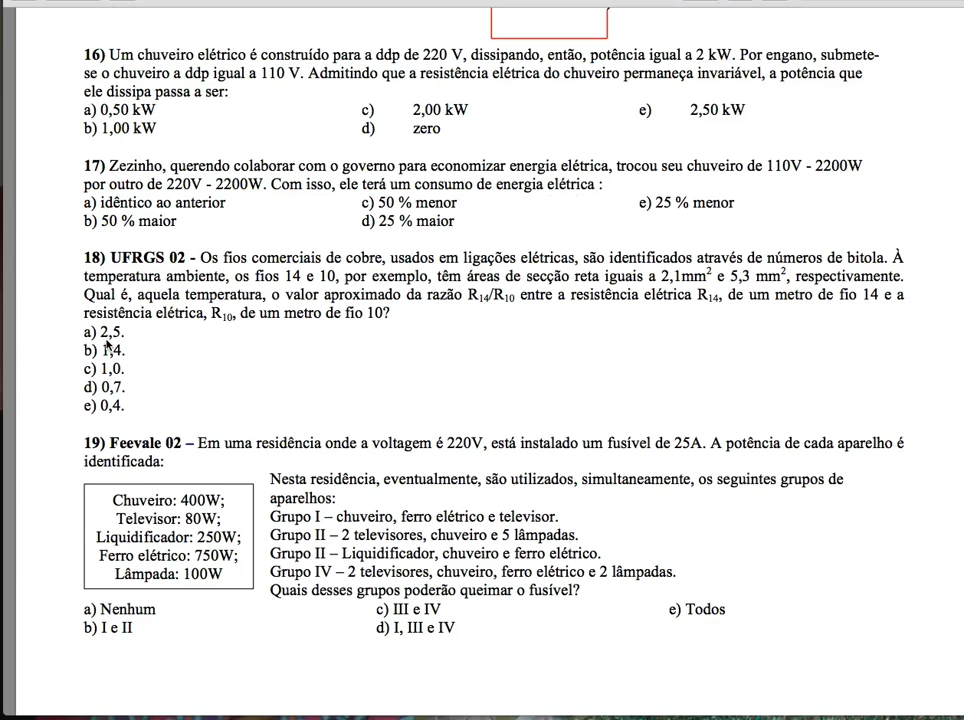 16) Um chuveiro elétrico é construído para a ddp de 220 V, dissipando, então, potência igual a 2 kW. Por engano, submete-
se o chuveiro a ddp igual a 110 V. Admitindo que a resistência elétrica do chuveiro permaneça invariável, a potência que
ele dissipa passa a ser:
a) 0,50 kW c) 2,00 kW e) 2,50 kW
b) 1,00 kW d) zero
17) Zezinho, querendo colaborar com o governo para economizar energia elétrica, trocou seu chuveiro de 110V - 2200W
por outro de 220V - 2200W. Com isso, ele terá um consumo de energia elétrica :
a) idêntico ao anterior c) 50 % menor e) 25 % menor
b) 50 % maior d) 25 % maior
18) UFRGS 02 - Os fios comerciais de cobre, usados em ligações elétricas, são identificados através de números de bitola. À
temperatura ambiente, os fios 14 e 10, por exemplo, têm áreas de secção reta iguais a 2,1mm² e 5,3 mm², respectivamente.
Qual é, aquela temperatura, o valor aproximado da razão R₁₄/R₁₀ entre a resistência elétrica R₁₄, de um metro de fio 14 e a
resistência elétrica, R₁₀, de um metro de fio 10?
a) 2,5.
b) 1,4.
c) 1,0.
d) 0,7.
e) 0,4.
19) Feevale 02 – Em uma residência onde a voltagem é 220V, está instalado um fusível de 25A. A potência de cada aparelho é
identificada:
Chuveiro: 400W;
Televisor: 80W;
Liquidificador: 250W;
Ferro elétrico: 750W;
Lâmpada: 100W
Nesta residência, eventualmente, são utilizados, simultaneamente, os seguintes grupos de
aparelhos:
Grupo I – chuveiro, ferro elétrico e televisor.
Grupo II – 2 televisores, chuveiro e 5 lâmpadas.
Grupo II – Liquidificador, chuveiro e ferro elétrico.
Grupo IV – 2 televisores, chuveiro, ferro elétrico e 2 lâmpadas.
Quais desses grupos poderão queimar o fusível?
a) Nenhum c) III e IV e) Todos
b) I e II d) I, III e IV